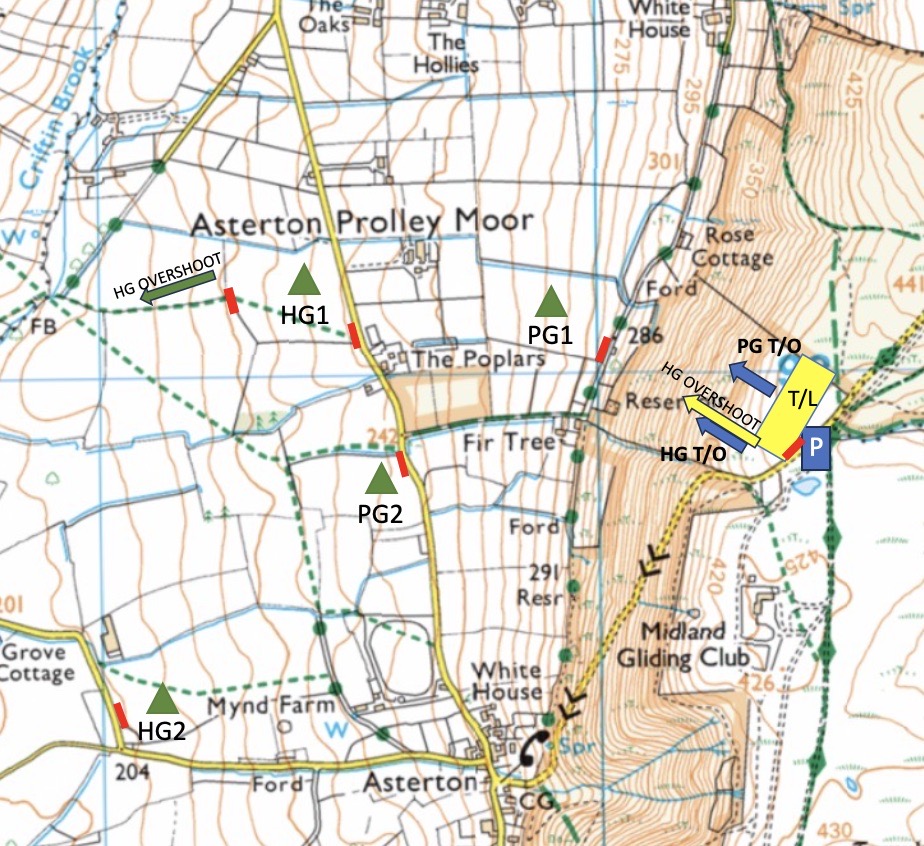 The
Oaks
The
Hollies
White
House
Spr
Criftin Brook
275
295
425
301
350
Asterton Prolley Moor
W
Rose
Cottage
HG OVERSHOOT
HG1
PG1
Ford
441
FB
286
The Poplars
PG T/O
HG OVERSHOOT
T/L
Reser
HG T/O
P
242
Fir Tree
PG2
Ford
291
Resr
420
425
201
Grove
Cottage
Midland
Gliding Club
426
White
House
Mynd Farm
HG2
W
Spr
204
Ford
Asterton
CG
430